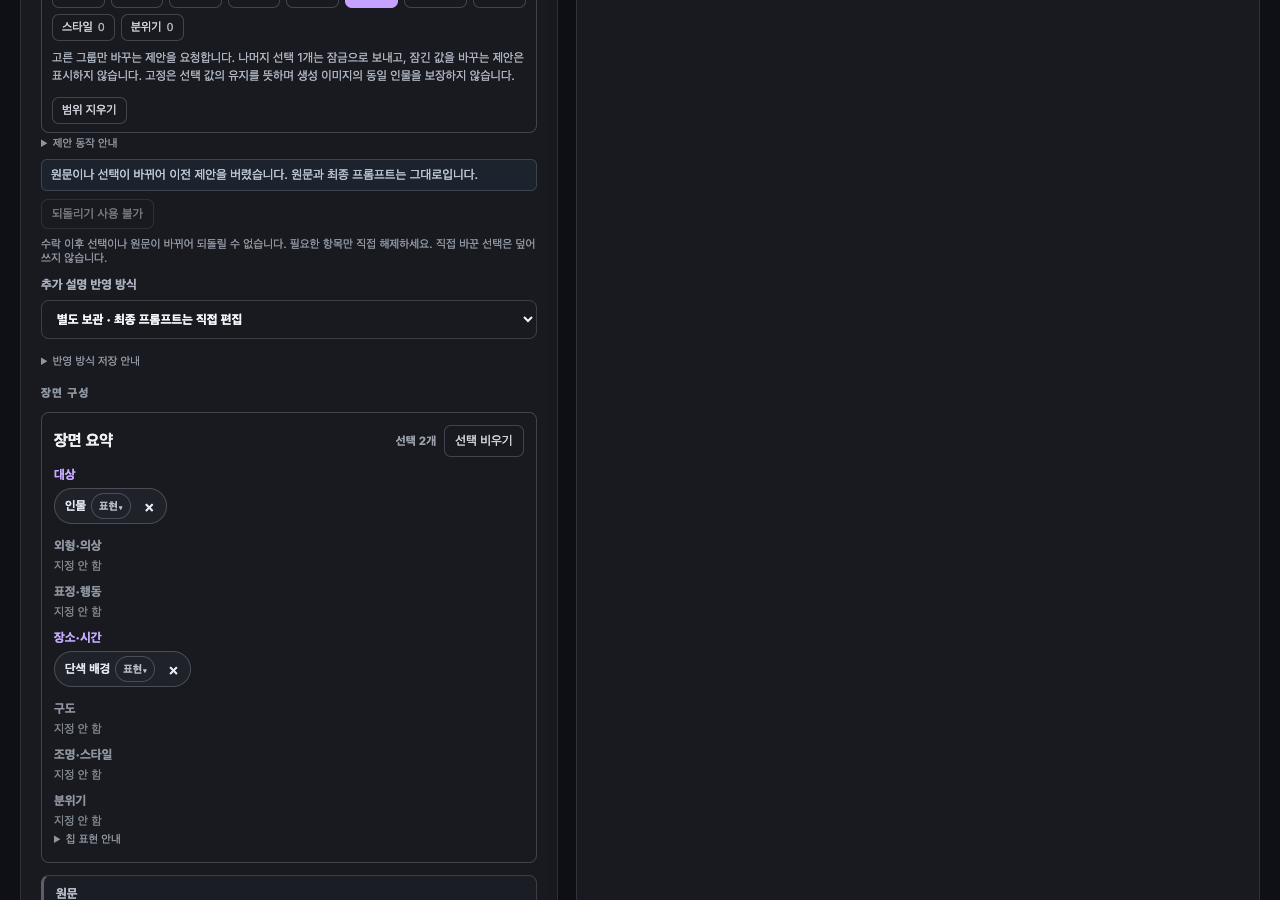 스타일 0 분위기 0
고른 그룹만 바꾸는 제안을 요청합니다. 나머지 선택 1개는 잠금으로 보내고, 잠긴 값을 바꾸는 제안은
표시하지 않습니다. 고정은 선택 값의 유지를 뜻하며 생성 이미지의 동일 인물을 보장하지 않습니다.
범위 지우기
▶ 제안 동작 안내
원문이나 선택이 바뀌어 이전 제안을 버렸습니다. 원문과 최종 프롬프트는 그대로입니다.
되돌리기 사용 불가
수락 이후 선택이나 원문이 바뀌어 되돌릴 수 없습니다. 필요한 항목만 직접 해제하세요. 직접 바꾼 선택은 덮어
쓰지 않습니다.
추가 설명 반영 방식
별도 보관 · 최종 프롬프트는 직접 편집
▶ 반영 방식 저장 안내
장면 구성
장면 요약 선택 2개 선택 비우기
대상
인물 표현▾ ×
외형·의상
지정 안 함
표정·행동
지정 안 함
장소·시간
단색 배경 표현▾ ×
구도
지정 안 함
조명·스타일
지정 안 함
분위기
지정 안 함
▶ 칩 표현 안내
원문